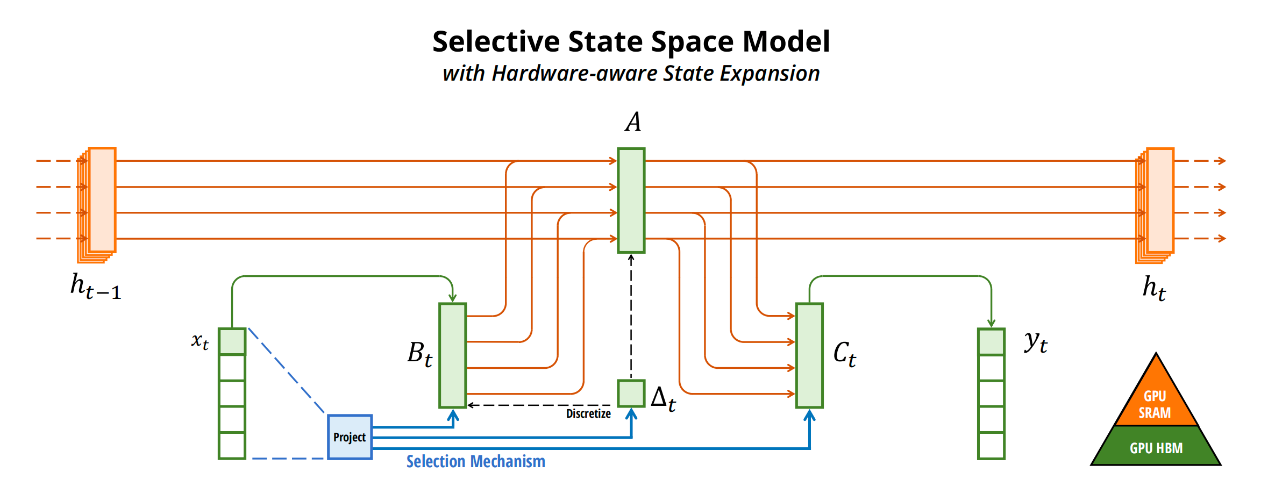 Selective State Space Model
with Hardware-aware State Expansion
A
h_{t−1}
h_t
x_t
B_t
C_t
y_t
Δ_t
Discretize
Project
Selection Mechanism
GPU
SRAM
GPU HBM